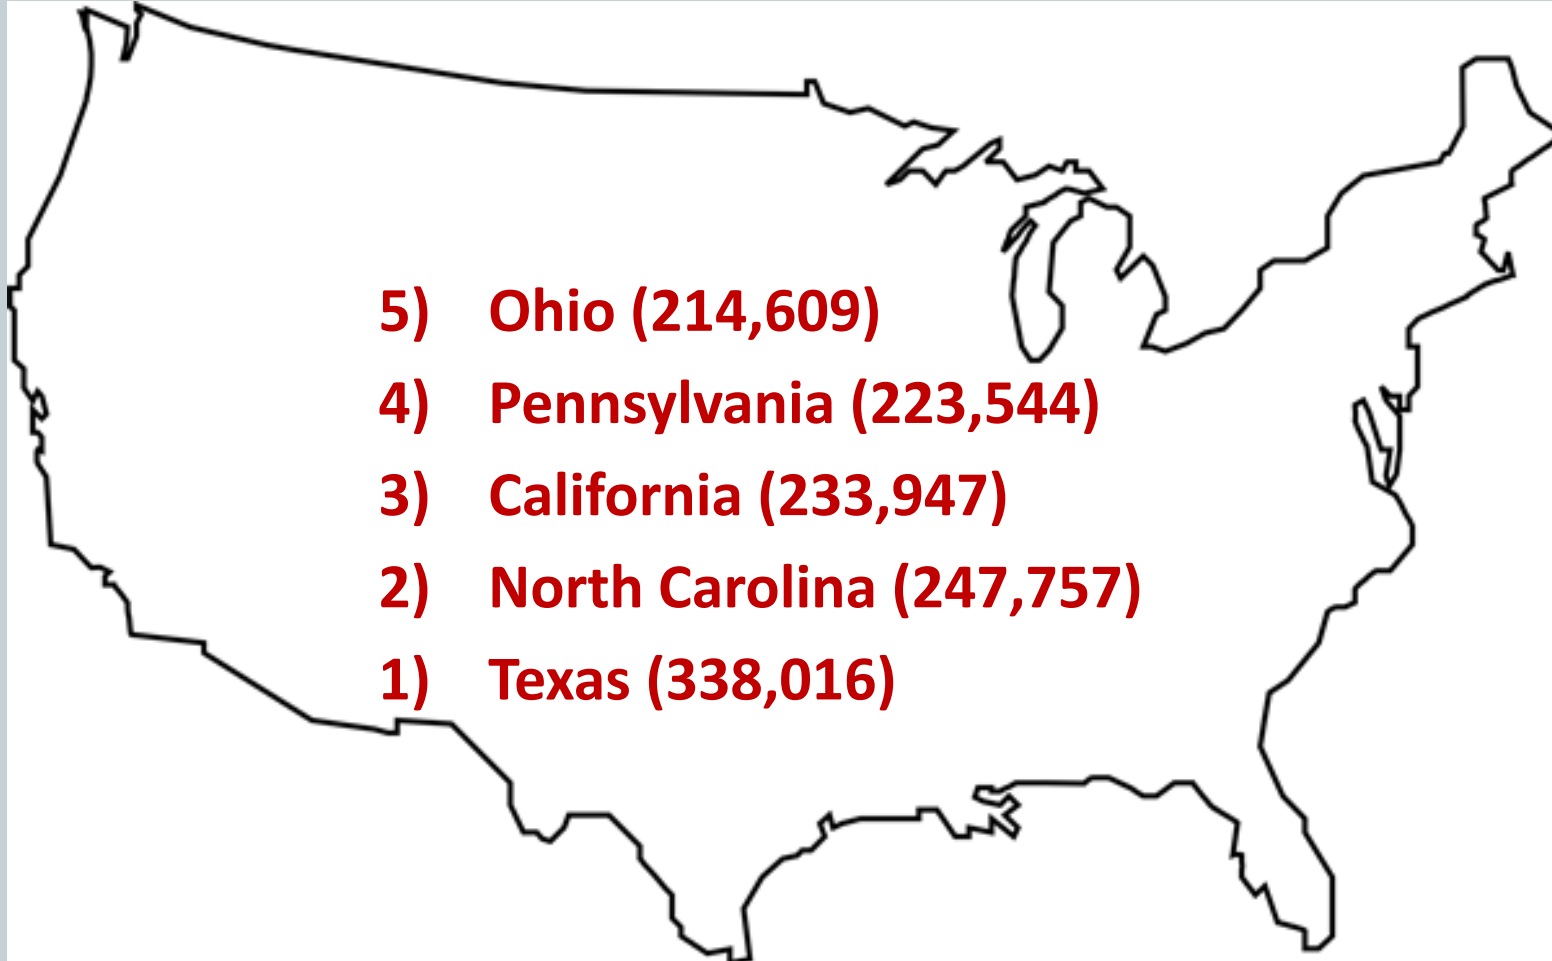 5) Ohio (214,609)
4) Pennsylvania (223,544)
3) California (233,947)
2) North Carolina (247,757)
1) Texas (338,016)